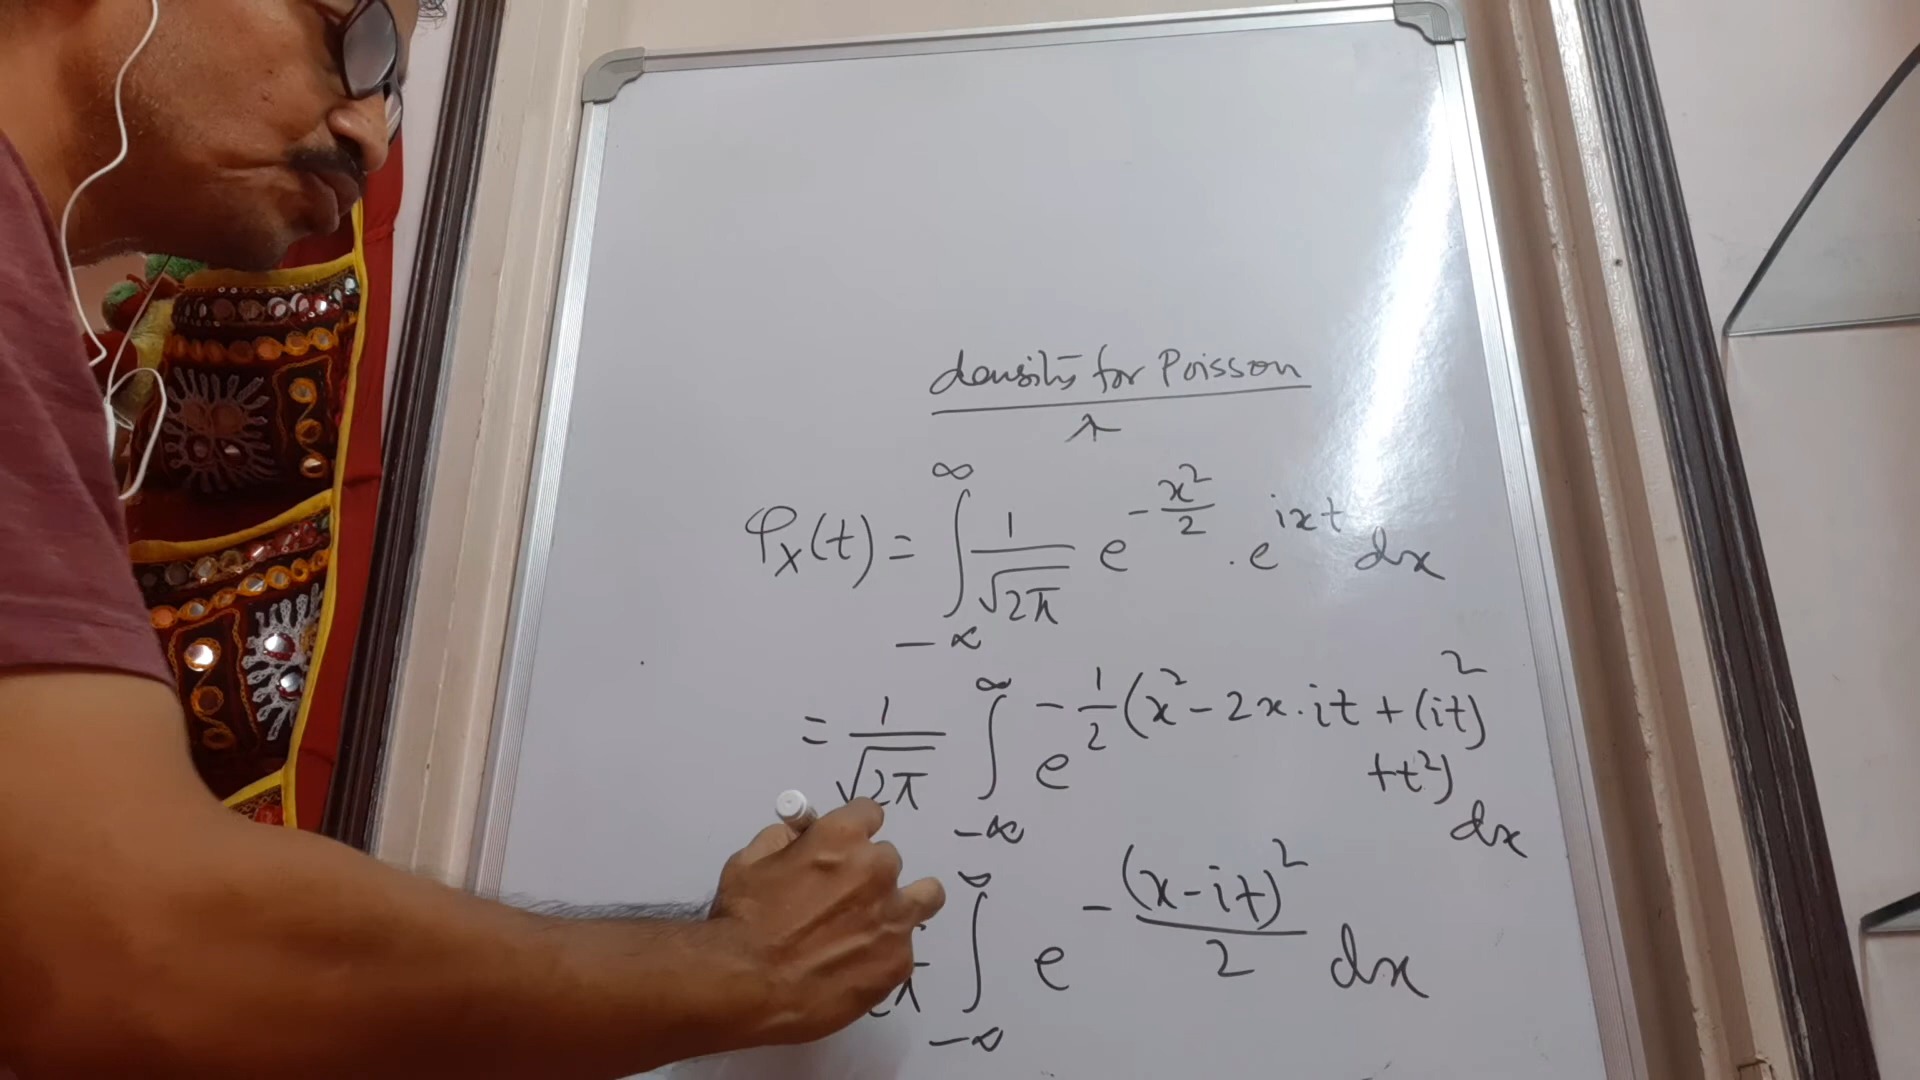 density for Poisson
λ
φ_X(t) = ∫_{-∞}^{∞} 1/√2π e^{-x²/2} . e^{ixt} dx
= 1/√2π ∫_{-∞}^{∞} e^{-1/2(x² - 2x.it + (it)² + t²)} dx
∫_{-∞}^{∞} e^{-(x-it)²/2} dx